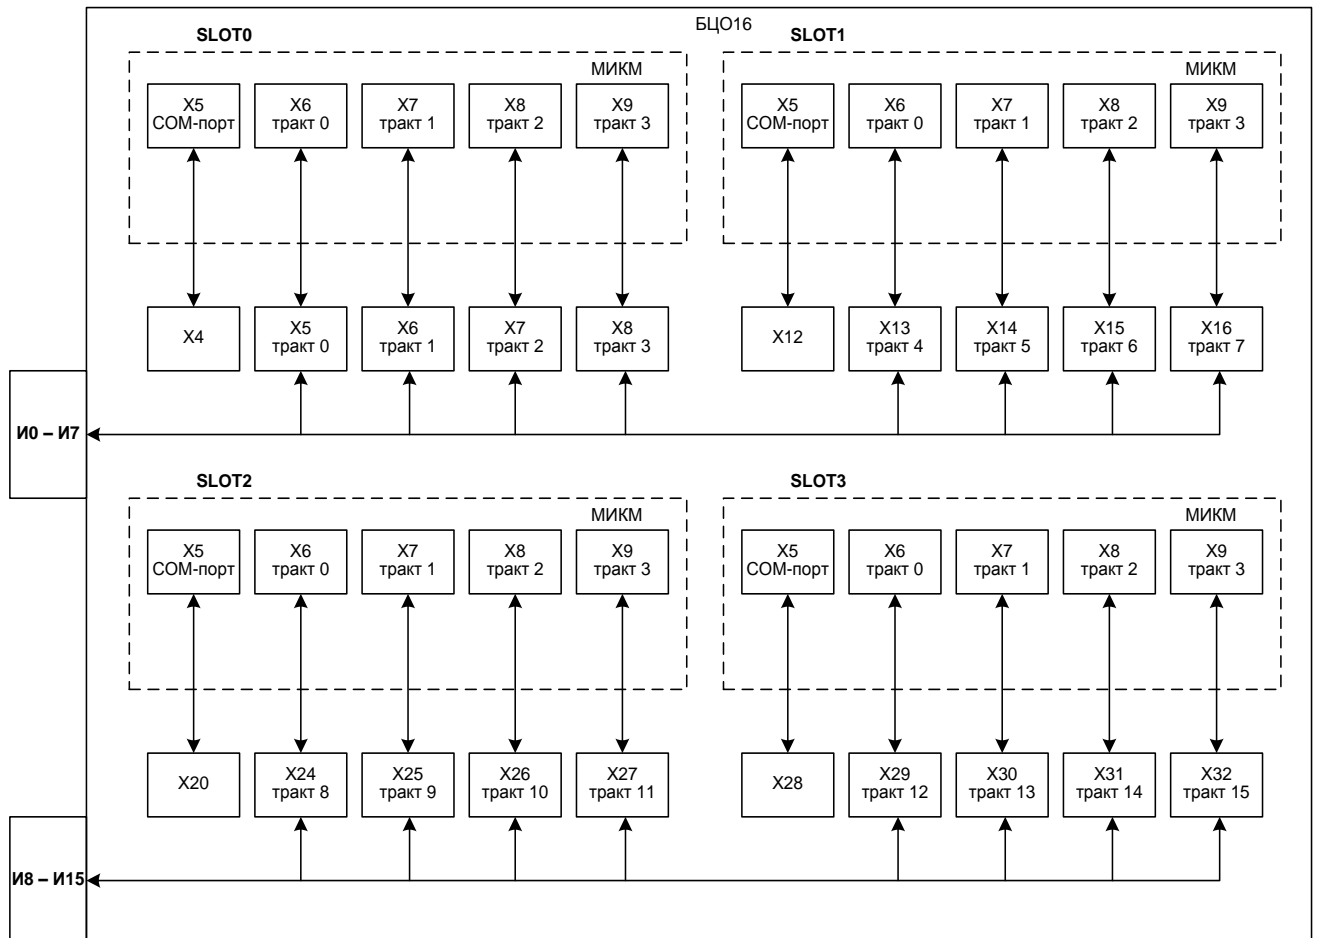 БЦО16
SLOT0
SLOT1
МИКМ
МИКМ
X5
COM-порт
X6
тракт 0
X7
тракт 1
X8
тракт 2
X9
тракт 3
X5
COM-порт
X6
тракт 0
X7
тракт 1
X8
тракт 2
X9
тракт 3
X4
X5
тракт 0
X6
тракт 1
X7
тракт 2
X8
тракт 3
X12
X13
тракт 4
X14
тракт 5
X15
тракт 6
X16
тракт 7
И0 – И7
SLOT2
SLOT3
МИКМ
МИКМ
X5
COM-порт
X6
тракт 0
X7
тракт 1
X8
тракт 2
X9
тракт 3
X5
COM-порт
X6
тракт 0
X7
тракт 1
X8
тракт 2
X9
тракт 3
X20
X24
тракт 8
X25
тракт 9
X26
тракт 10
X27
тракт 11
X28
X29
тракт 12
X30
тракт 13
X31
тракт 14
X32
тракт 15
И8 – И15